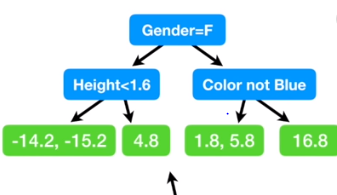 Gender=F
Height<1.6 Color not Blue
-14.2, -15.2 4.8 1.8, 5.8 16.8